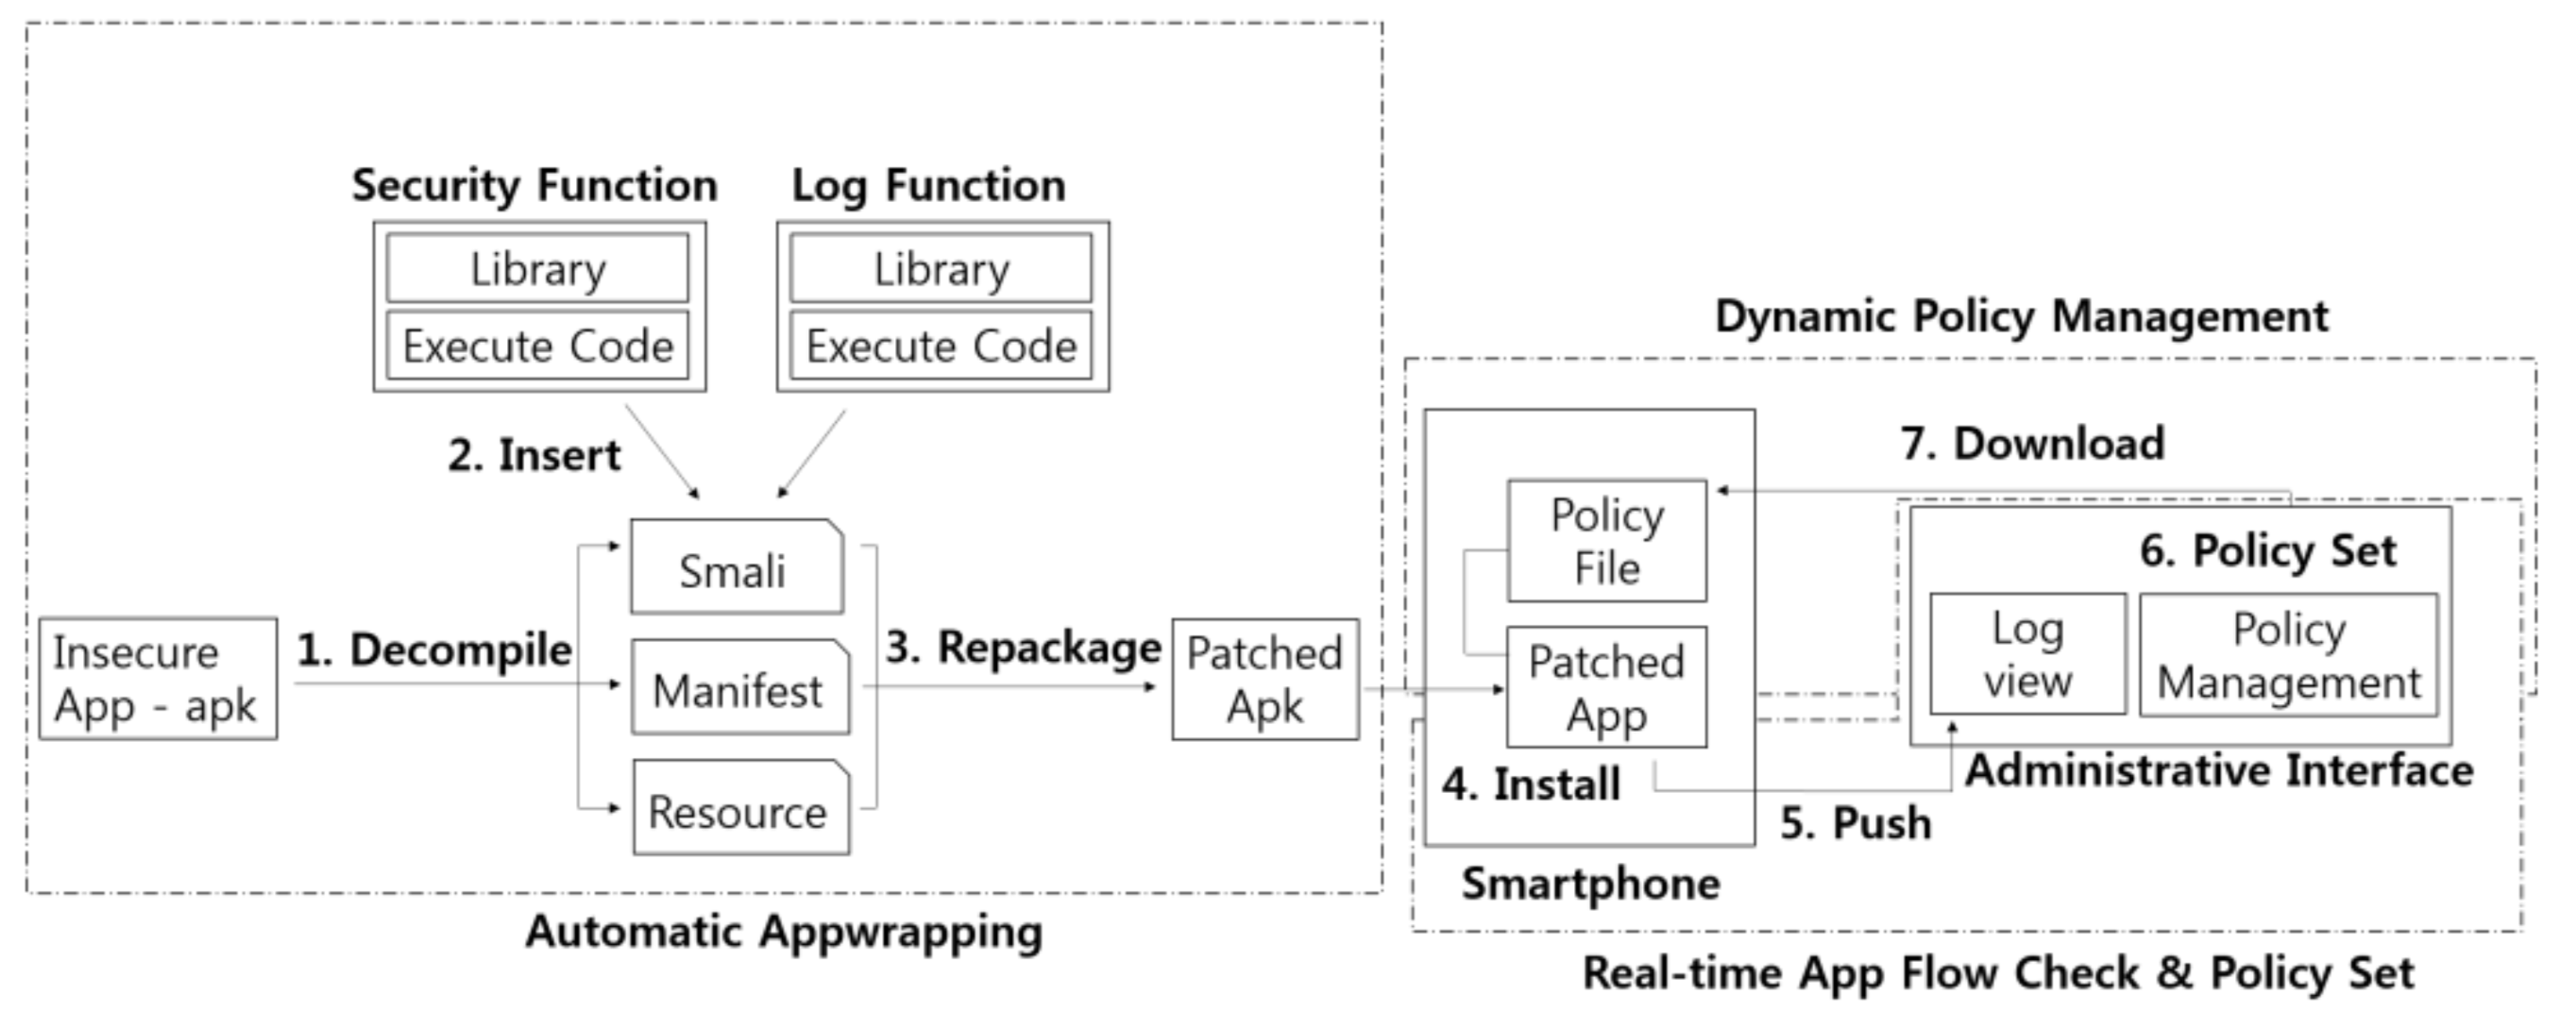 Security Function
Log Function
Library
Execute Code
Library
Execute Code
2. Insert
Insecure
App - apk
1. Decompile
Smali
Manifest
Resource
3. Repackage
Patched
Apk
Automatic Appwrapping
Dynamic Policy Management
7. Download
Policy
File
Patched
App
4. Install
Smartphone
5. Push
6. Policy Set
Log
view
Policy
Management
Administrative Interface
Real-time App Flow Check & Policy Set